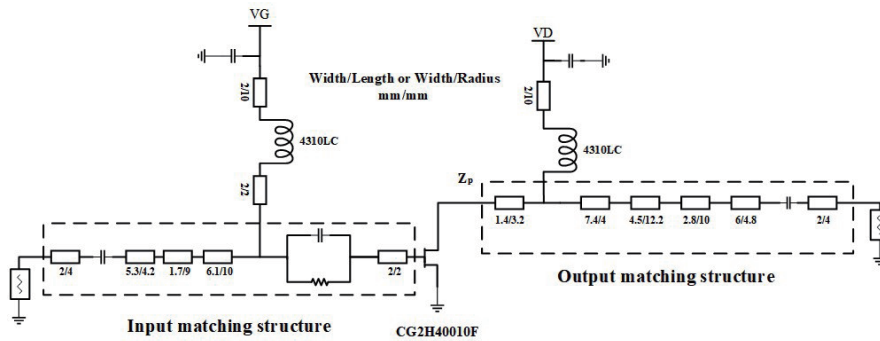 VG
VD
Width/Length or Width/Radius
mm/mm
2/10
2/10
4310LC
4310LC
2/2
Zp
1.4/3.2
7.4/4
4.5/12.2
2.8/10
6/4.8
2/4
2/4
5.3/4.2
1.7/9
6.1/10
2/2
Output matching structure
Input matching structure
CG2H40010F